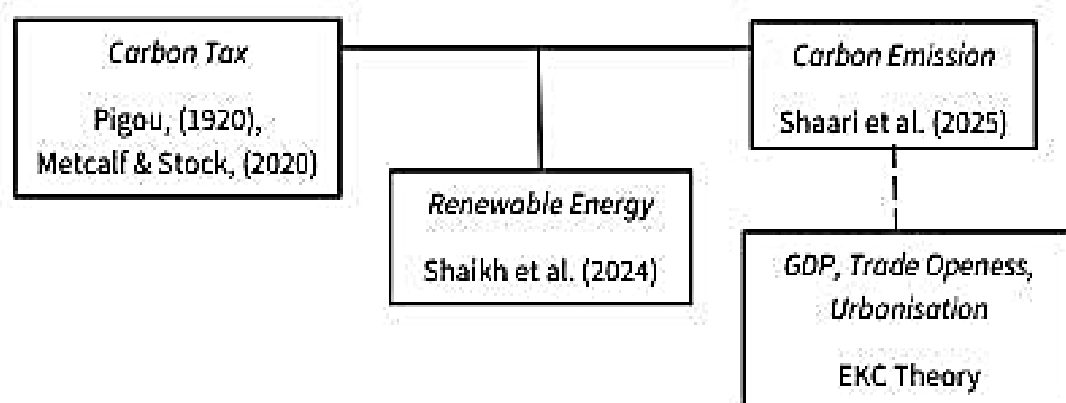 Carbon Tax
Pigou, (1920),
Metcalf & Stock, (2020)
Carbon Emission
Shaari et al. (2025)
Renewable Energy
Shaikh et al. (2024)
GDP, Trade Openess,
Urbonisation
EKC Theory